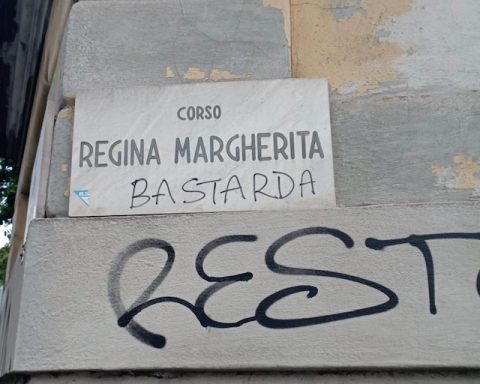 CORSO
REGINA MARGHERITA
BASTARDA
REST